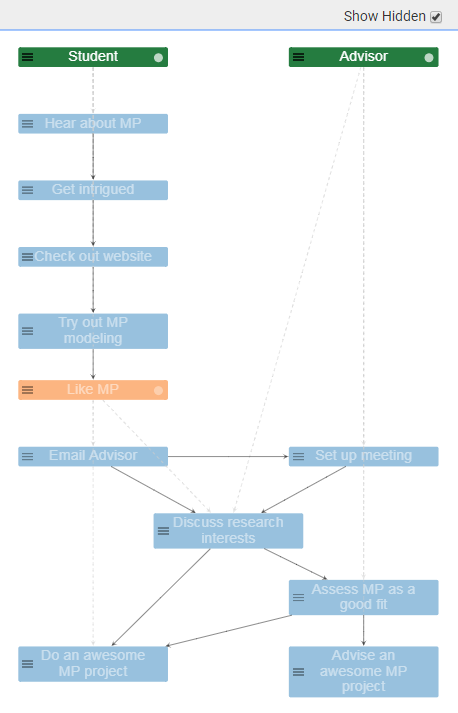 Show Hidden
Student
Advisor
Hear about MP
Get intrigued
Check out website
Try out MP
modeling
Like MP
Email Advisor
Set up meeting
Discuss research
interests
Assess MP as a
good fit
Do an awesome
MP project
Advise an
awesome MP
project